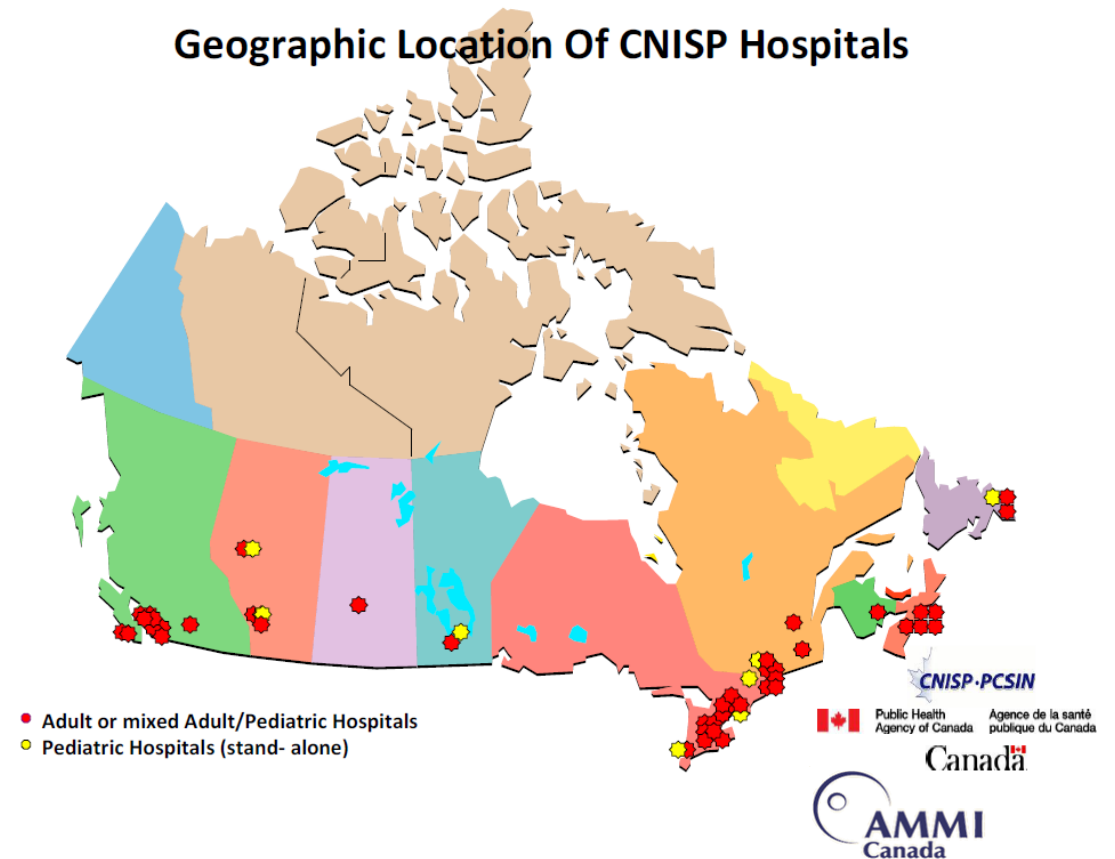 Geographic Location Of CNISP Hospitals
Adult or mixed Adult/Pediatric Hospitals
Pediatric Hospitals (stand- alone)
CNISP·PCSIN
Public Health Agence de la santé
Agency of Canada publique du Canada
Canada
AMMI
Canada